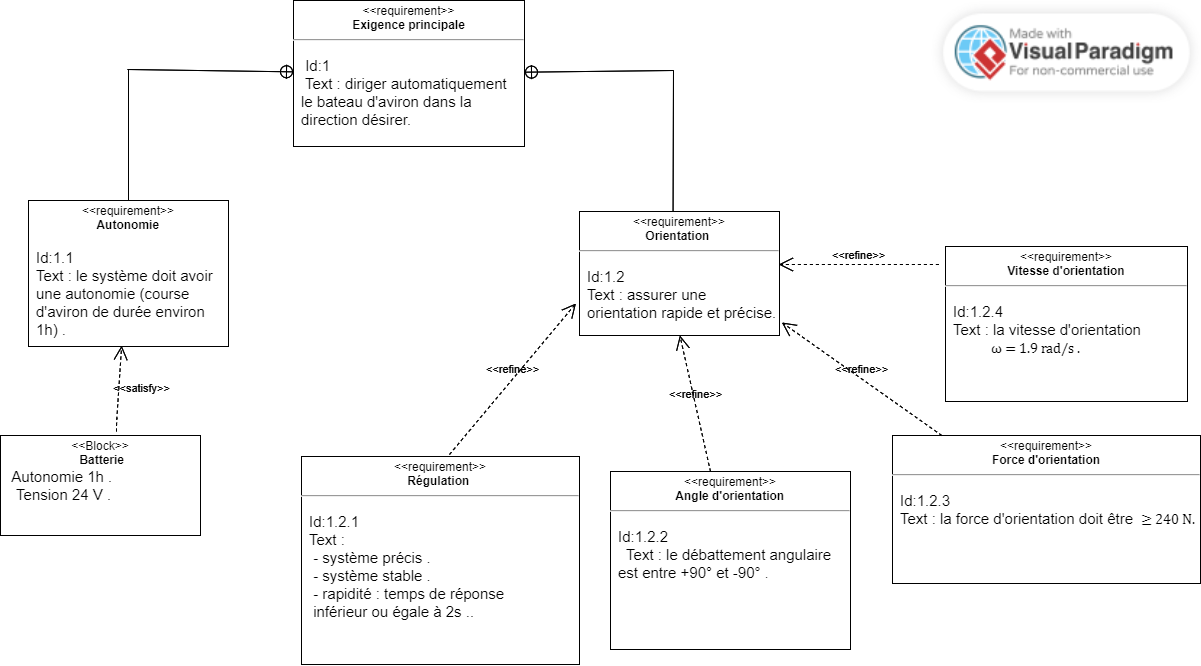 <<requirement>>
Exigence principale
Id:1
Text : diriger automatiquement
le bateau d'aviron dans la
direction désirer.
Made with
Visual Paradigm
For non-commercial use
<<requirement>>
Autonomie
Id:1.1
Text : le système doit avoir
une autonomie (course
d'aviron de durée environ
1h) .
<<requirement>>
Orientation
Id:1.2
Text : assurer une
orientation rapide et précise.
<<refine>>
<<requirement>>
Vitesse d'orientation
Id:1.2.4
Text : la vitesse d'orientation
ω = 1.9 rad/s .
<<satisfy>>
<<refine>>
<<refine>>
<<refine>>
<<Block>>
Batterie
Autonomie 1h .
Tension 24 V .
<<requirement>>
Règulation
Id:1.2.1
Text :
- système précis .
- système stable .
- rapidité : temps de réponse
inférieur ou égale à 2s ..
<<requirement>>
Angle d'orientation
Id:1.2.2
Text : le débattement angulaire
est entre +90° et -90° .
<<requirement>>
Force d'orientation
Id:1.2.3
Text : la force d'orientation doit être ≥ 240 N.